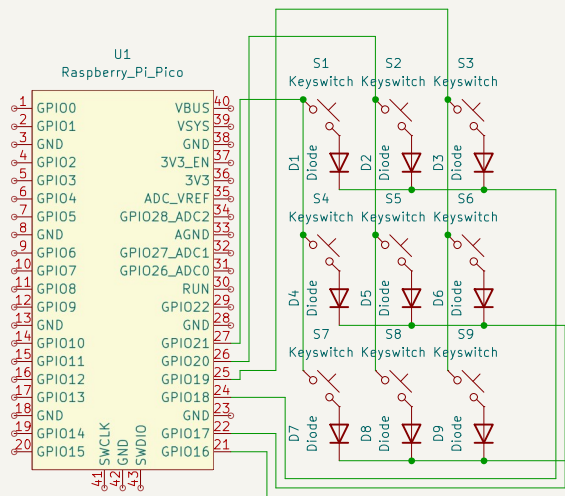 U1
Raspberry_Pi_Pico
1 GPIO0 VBUS 40
2 GPIO1 VSYS 39
3 GND GND 38
4 GPIO2 3V3_EN 37
5 GPIO3 3V3 36
6 GPIO4 ADC_VREF 35
7 GPIO5 GPIO28_ADC2 34
8 GND AGND 33
9 GPIO6 GPIO27_ADC1 32
10 GPIO7 GPIO26_ADC0 31
11 GPIO8 RUN 30
12 GPIO9 GPIO22 29
13 GND GND 28
14 GPIO10 GPIO21 27
15 GPIO11 GPIO20 26
16 GPIO12 GPIO19 25
17 GPIO13 GPIO18 24
18 GND GND 23
19 GPIO14 GPIO17 22
20 GPIO15 GPIO16 21
SWCLK GND SWDIO
41 42 43
S1 S2 S3
Keyswitch Keyswitch Keyswitch
D1 Diode D2 Diode D3 Diode
S4 S5 S6
Keyswitch Keyswitch Keyswitch
D4 Diode D5 Diode D6 Diode
S7 S8 S9
Keyswitch Keyswitch Keyswitch
D7 Diode D8 Diode D9 Diode